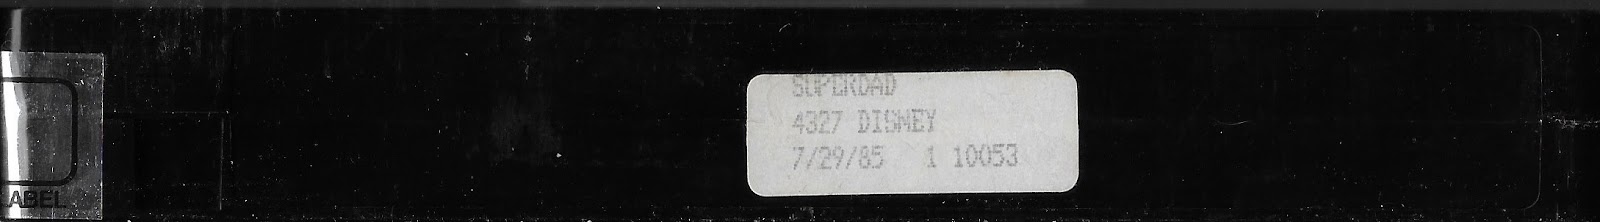 SUPERDAD
4327 DISNEY
7/29/85 1 10053
LABEL